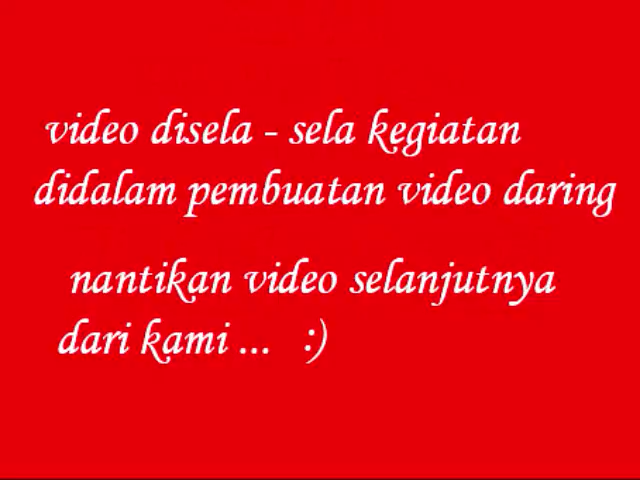 video disela - sela kegiatan
didalam pembuatan video daring
nantikan video selanjutnya
dari kami ... :)